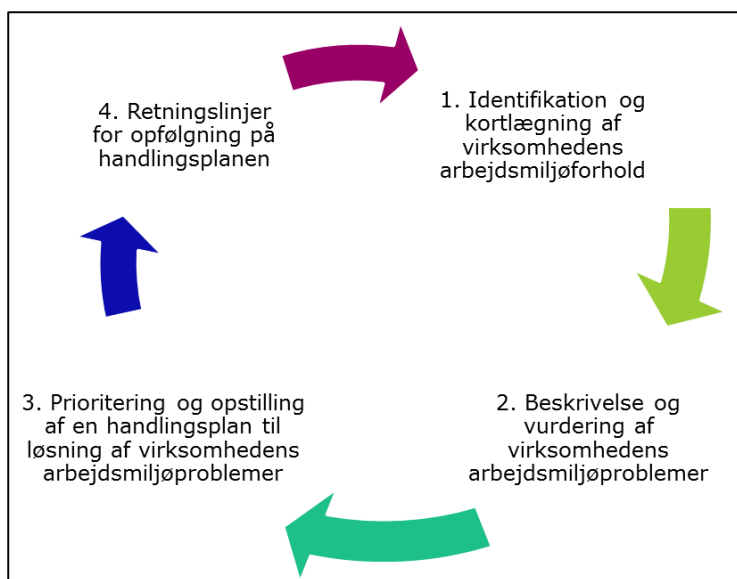 1. Identifikation og
kortlægning af
virksomhedens
arbejdsmiljøforhold
2. Beskrivelse og
vurdering af
virksomhedens
arbejdsmiljøproblemer
3. Prioritering og opstilling
af en handlingsplan til
løsning af virksomhedens
arbejdsmiljøproblemer
4. Retningslinjer
for opfølgning på
handlingsplanen